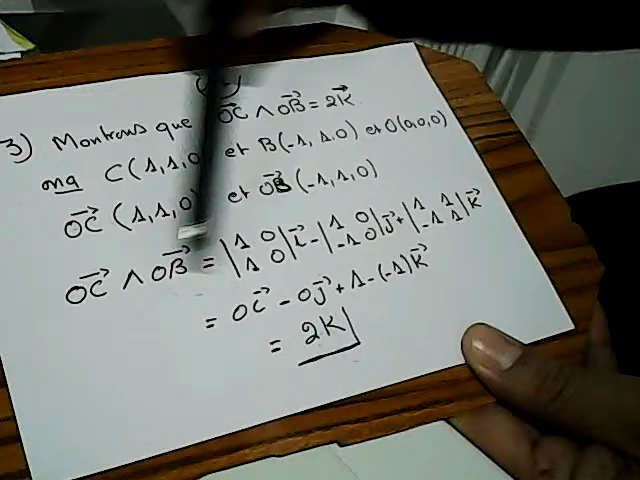 3) Montrons que OC ∧ OB = 2K
ona C(1,1,0 et B(-1, 1,0) et O(0,0,0)
OC (1,1,0 et OB (-1,1,0)
OC ∧ OB = |1 0 / 1 0| i - |1 0 / -1 0| j + |1 1 / -1 1| K
= 0i - 0j + 1-(-1)K
= 2K